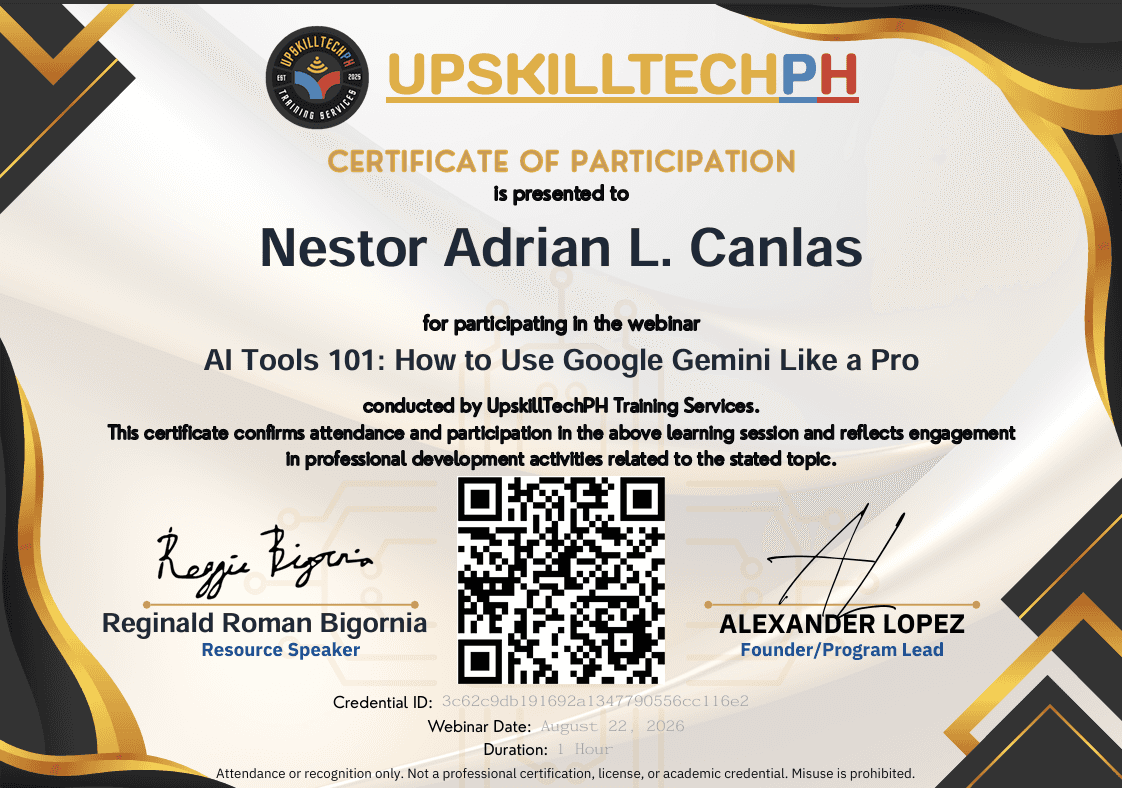 UPSKILLTECHPH
EST
2025
TRAINING SERVICES
UPSKILLTECHPH
CERTIFICATE OF PARTICIPATION
is presented to
Nestor Adrian L. Canlas
for participating in the webinar
AI Tools 101: How to Use Google Gemini Like a Pro
conducted by UpskillTechPH Training Services.
This certificate confirms attendance and participation in the above learning session and reflects engagement
in professional development activities related to the stated topic.
Reggie Bigornia
Reginald Roman Bigornia
Resource Speaker
ALEXANDER LOPEZ
Founder/Program Lead
Credential ID: 3c62c9db191692a1347790556cc116e2
Webinar Date: August 22, 2026
Duration: 1 Hour
Attendance or recognition only. Not a professional certification, license, or academic credential. Misuse is prohibited.